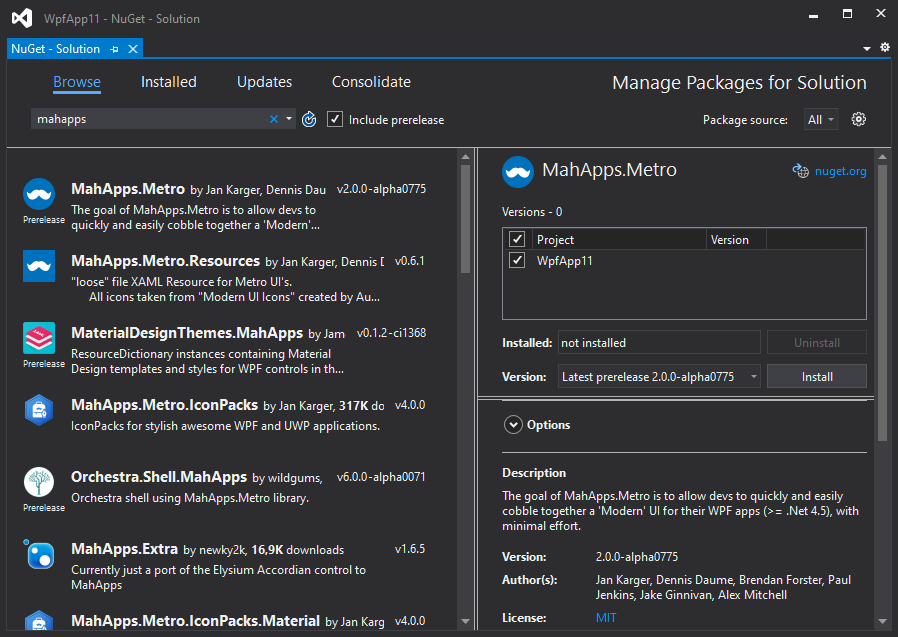 WpfApp11 - NuGet - Solution
NuGet - Solution
Browse Installed Updates Consolidate
Manage Packages for Solution
mahapps
Include prerelease
Package source: All
MahApps.Metro by Jan Karger, Dennis Dau v2.0.0-alpha0775
Prerelease
The goal of MahApps.Metro is to allow devs to
quickly and easily cobble together a 'Modern'...
MahApps.Metro.Resources by Jan Karger, Dennis D v0.6.1
"loose" file XAML Resource for Metro UI's.
All icons taken from "Modern UI Icons" created by Au...
MaterialDesignThemes.MahApps by Jam v0.1.2-ci1368
Prerelease
ResourceDictionary instances containing Material
Design templates and styles for WPF controls in th...
MahApps.Metro.IconPacks by Jan Karger, 317K do v4.0.0
IconPacks for stylish awesome WPF and UWP applications.
Orchestra.Shell.MahApps by wildgums, v6.0.0-alpha0071
Prerelease
Orchestra shell using MahApps.Metro library.
MahApps.Extra by newky2k, 16,9K downloads v1.6.5
Currently just a port of the Elysium Accordian control to
MahApps
MahApps.Metro.IconPacks.Material by Jan Karg v4.0.0
MahApps.Metro
nuget.org
Versions - 0
Project Version
WpfApp11
Installed: not installed Uninstall
Version: Latest prerelease 2.0.0-alpha0775 Install
Options
Description
The goal of MahApps.Metro is to allow devs to quickly and easily
cobble together a 'Modern' UI for their WPF apps (>= .Net 4.5), with
minimal effort.
Version: 2.0.0-alpha0775
Author(s): Jan Karger, Dennis Daume, Brendan Forster, Paul
Jenkins, Jake Ginnivan, Alex Mitchell
License: MIT